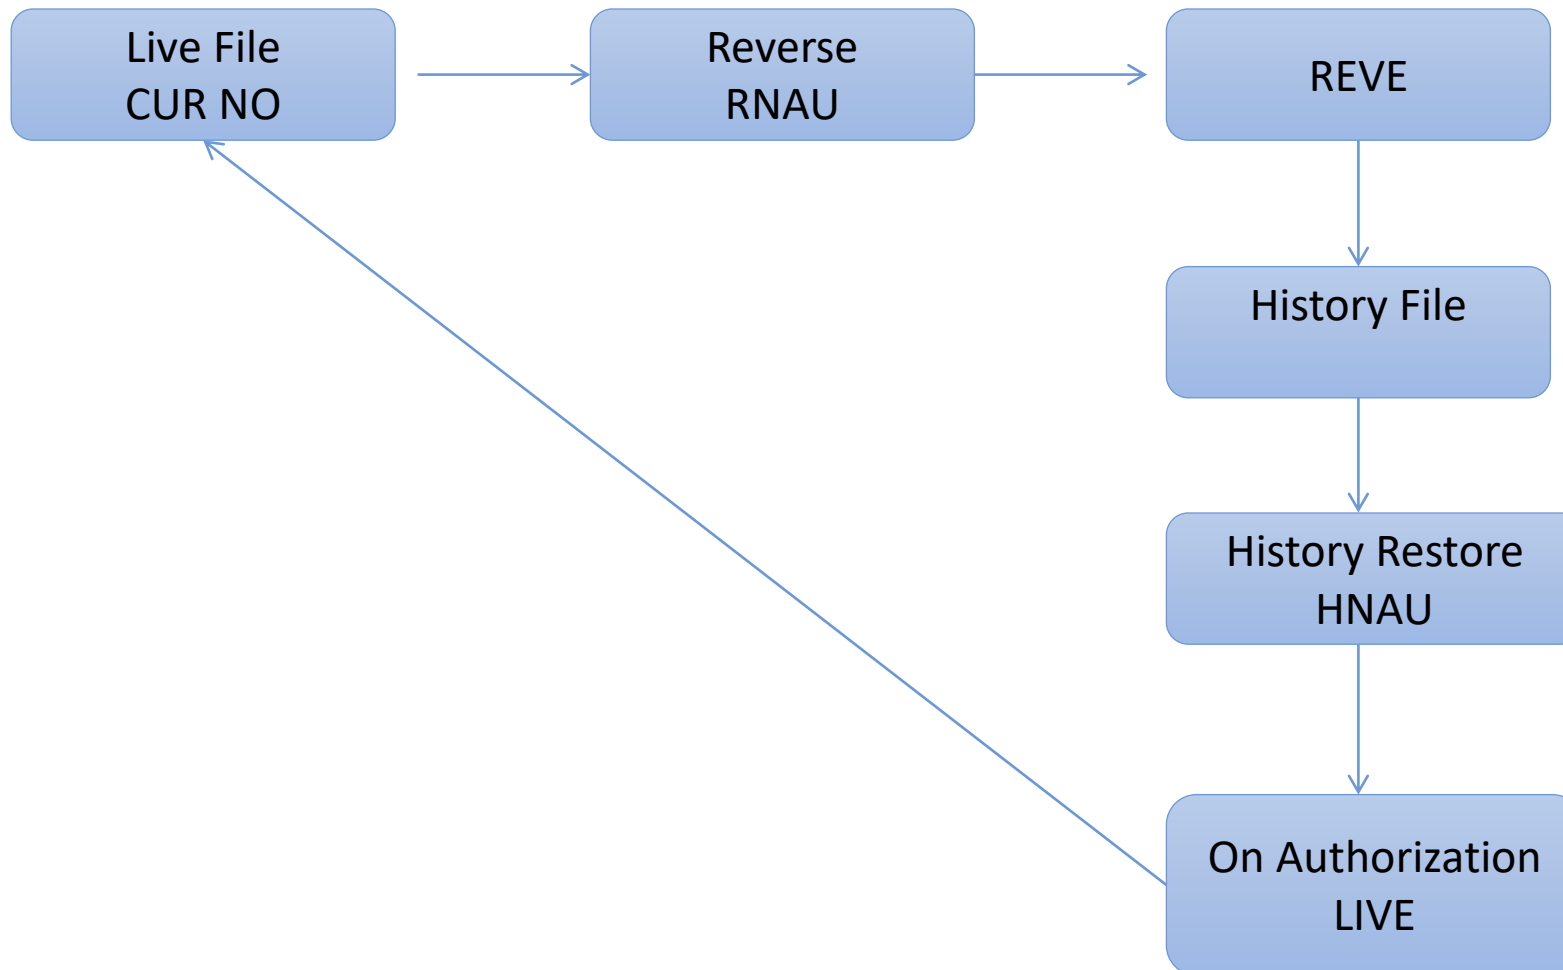 Live File
CUR NO
Reverse
RNAU
REVE
History File
History Restore
HNAU
On Authorization
LIVE